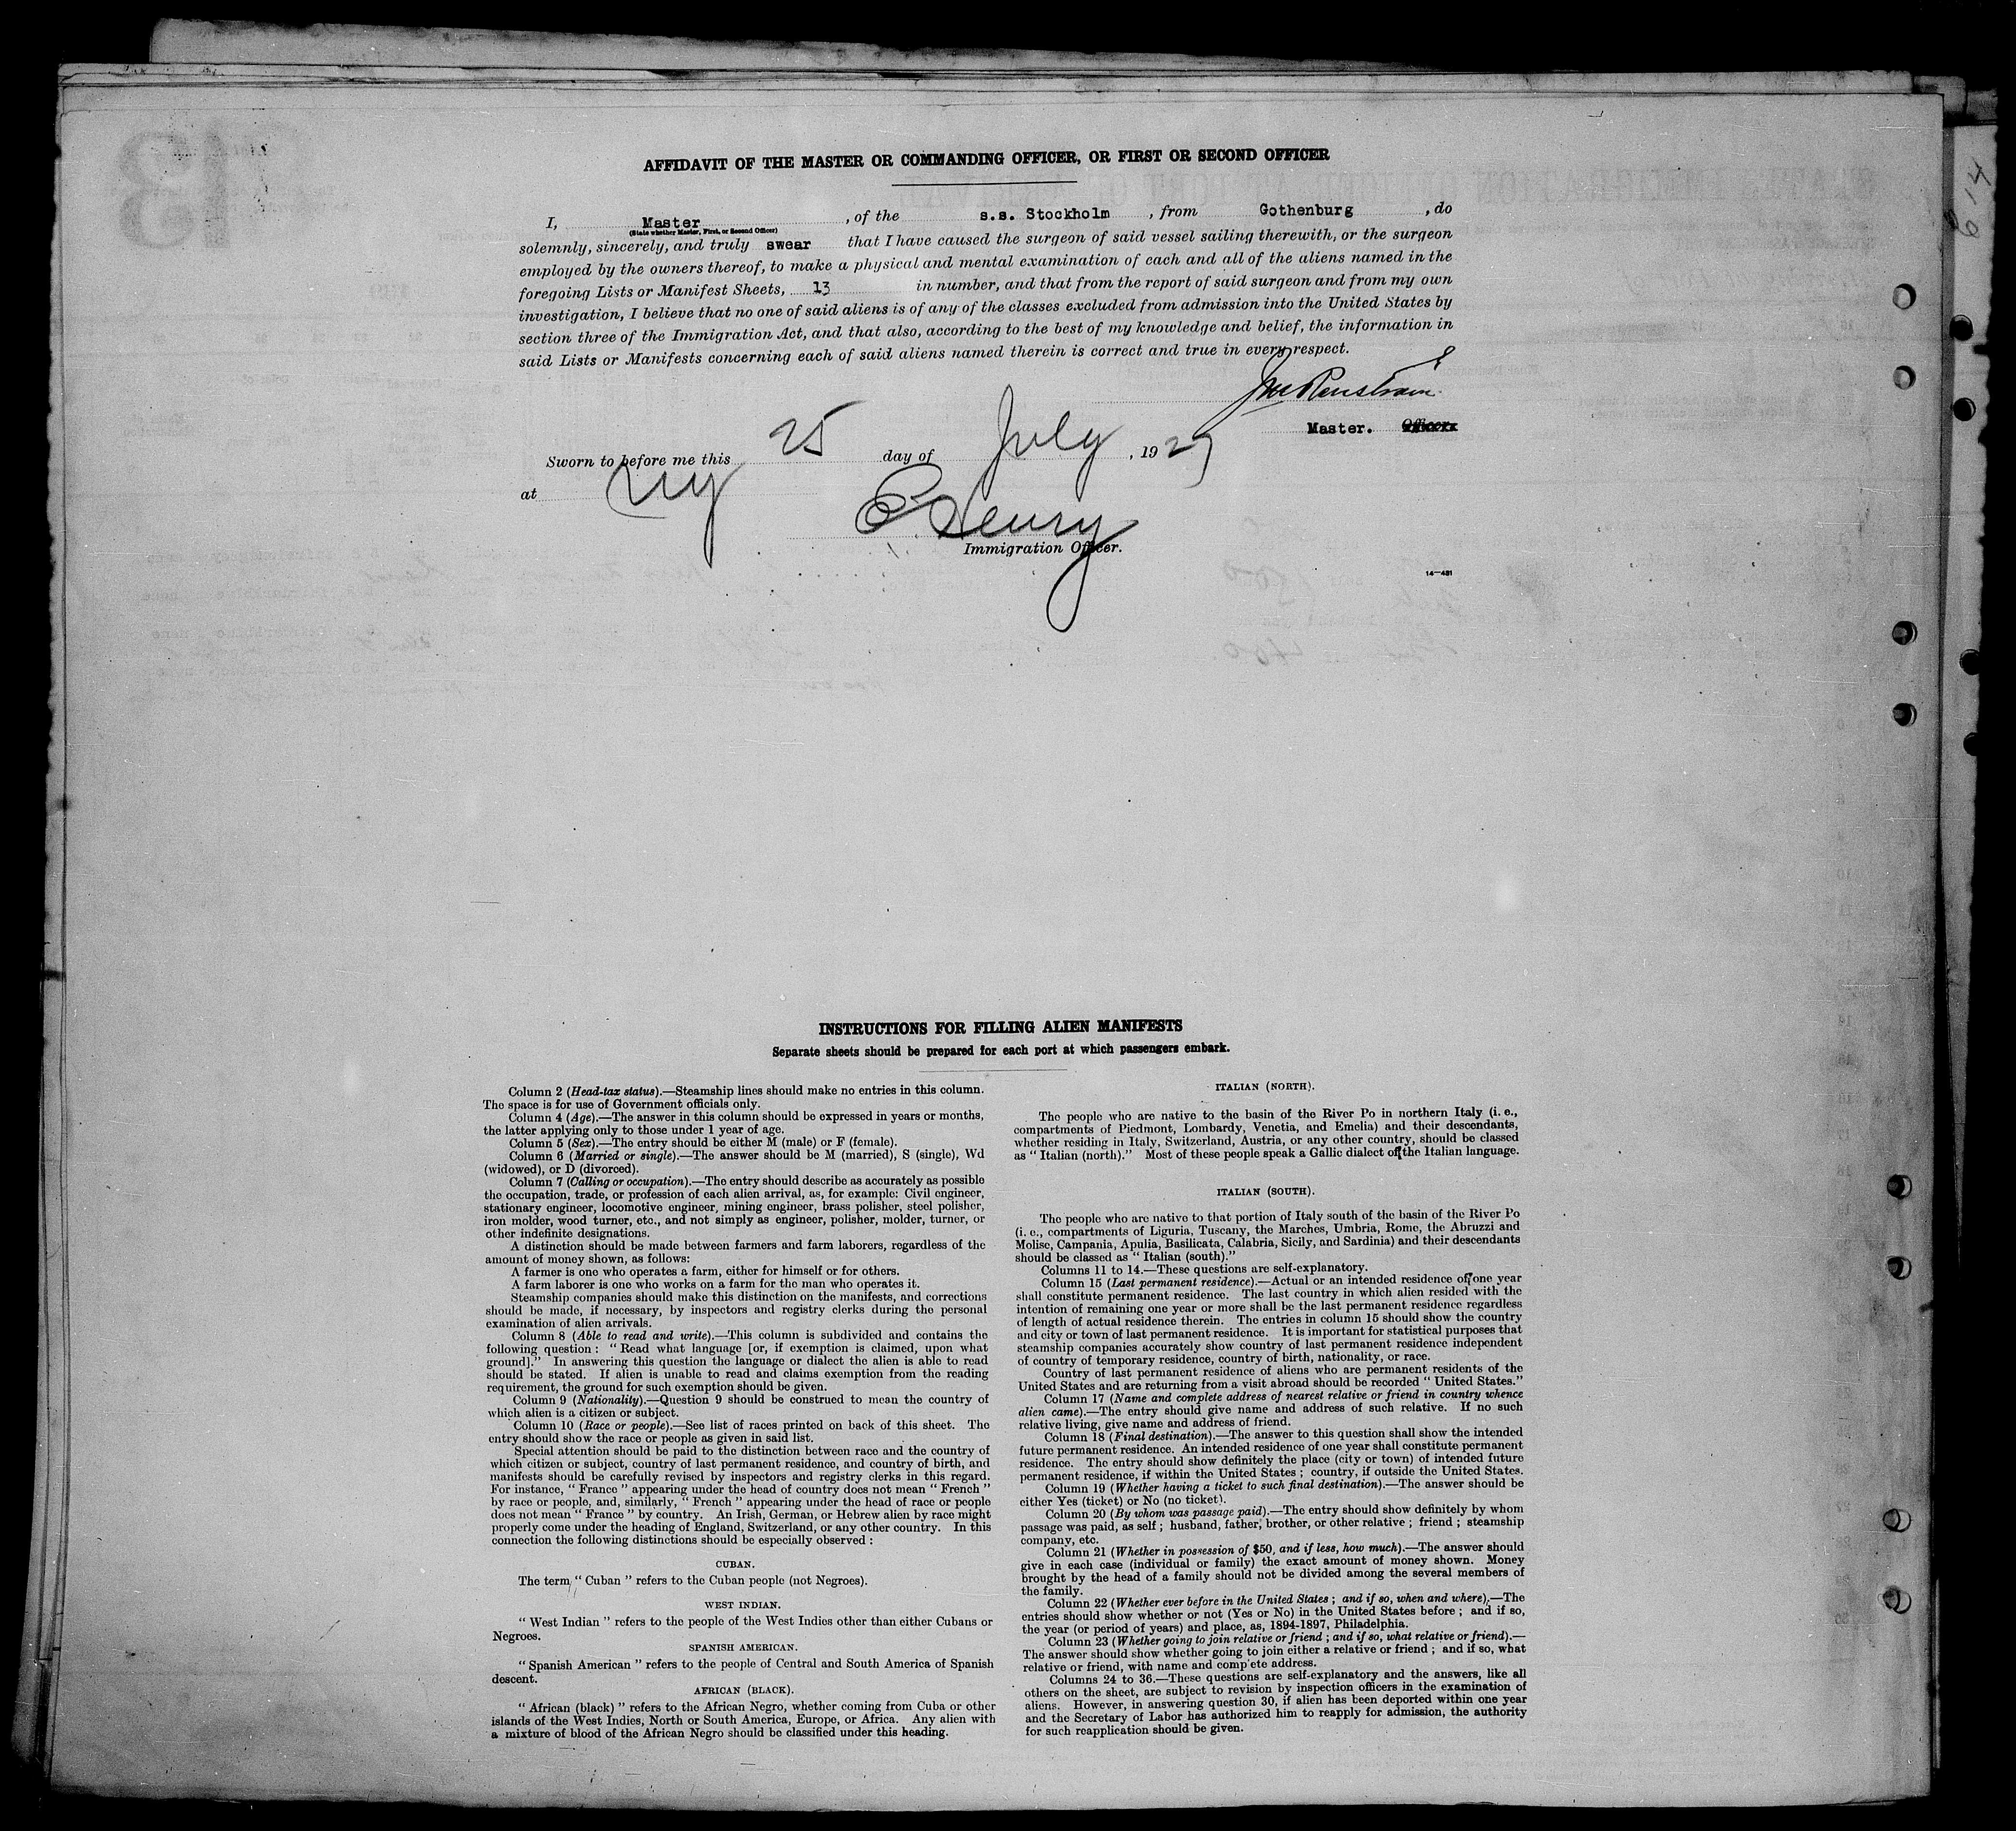 614
AFFIDAVIT OF THE MASTER OR COMMANDING OFFICER, OR FIRST OR SECOND OFFICER
I, Master , of the s.s. Stockholm , from Gothenburg , do
(State whether Master, First, or Second Officer)
solemnly, sincerely, and truly swear that I have caused the surgeon of said vessel sailing therewith, or the surgeon
employed by the owners thereof, to make a physical and mental examination of each and all of the aliens named in the
foregoing Lists or Manifest Sheets, 13 in number, and that from the report of said surgeon and from my own
investigation, I believe that no one of said aliens is of any of the classes excluded from admission into the United States by
section three of the Immigration Act, and that also, according to the best of my knowledge and belief, the information in
said Lists or Manifests concerning each of said aliens named therein is correct and true in every respect.
Master. Officer.
Sworn to before me this 25 day of July , 1927
at NY
Henry
Immigration Officer.
14—431
INSTRUCTIONS FOR FILLING ALIEN MANIFESTS
Separate sheets should be prepared for each port at which passengers embark.
Column 2 (Head-tax status).—Steamship lines should make no entries in this column.
The space is for use of Government officials only.
Column 4 (Age).—The answer in this column should be expressed in years or months,
the latter applying only to those under 1 year of age.
Column 5 (Sex).—The entry should be either M (male) or F (female).
Column 6 (Married or single).—The answer should be M (married), S (single), Wd
(widowed), or D (divorced).
Column 7 (Calling or occupation).—The entry should describe as accurately as possible
the occupation, trade, or profession of each alien arrival, as, for example: Civil engineer,
stationary engineer, locomotive engineer, mining engineer, brass polisher, steel polisher,
iron molder, wood turner, etc., and not simply as engineer, polisher, molder, turner, or
other indefinite designations.
A distinction should be made between farmers and farm laborers, regardless of the
amount of money shown, as follows:
A farmer is one who operates a farm, either for himself or for others.
A farm laborer is one who works on a farm for the man who operates it.
Steamship companies should make this distinction on the manifests, and corrections
should be made, if necessary, by inspectors and registry clerks during the personal
examination of alien arrivals.
Column 8 (Able to read and write).—This column is subdivided and contains the
following question : “ Read what language [or, if exemption is claimed, upon what
ground].” In answering this question the language or dialect the alien is able to read
should be stated. If alien is unable to read and claims exemption from the reading
requirement, the ground for such exemption should be given.
Column 9 (Nationality).—Question 9 should be construed to mean the country of
which alien is a citizen or subject.
Column 10 (Race or people).—See list of races printed on back of this sheet. The
entry should show the race or people as given in said list.
Special attention should be paid to the distinction between race and the country of
which citizen or subject, country of last permanent residence, and country of birth, and
manifests should be carefully revised by inspectors and registry clerks in this regard.
For instance, “ France ” appearing under the head of country does not mean “ French ”
by race or people, and, similarly, “ French ” appearing under the head of race or people
does not mean “ France ” by country. An Irish, German, or Hebrew alien by race might
properly come under the heading of England, Switzerland, or any other country. In this
connection the following distinctions should be especially observed :
CUBAN.
The term “ Cuban ” refers to the Cuban people (not Negroes).
WEST INDIAN.
“ West Indian ” refers to the people of the West Indies other than either Cubans or
Negroes.
SPANISH AMERICAN.
“ Spanish American ” refers to the people of Central and South America of Spanish
descent.
AFRICAN (BLACK).
“ African (black) ” refers to the African Negro, whether coming from Cuba or other
islands of the West Indies, North or South America, Europe, or Africa. Any alien with
a mixture of blood of the African Negro should be classified under this heading.
ITALIAN (NORTH).
The people who are native to the basin of the River Po in northern Italy (i. e.,
compartments of Piedmont, Lombardy, Venetia, and Emelia) and their descendants,
whether residing in Italy, Switzerland, Austria, or any other country, should be classed
as “ Italian (north).” Most of these people speak a Gallic dialect of the Italian language.
ITALIAN (SOUTH).
The people who are native to that portion of Italy south of the basin of the River Po
(i. e., compartments of Liguria, Tuscany, the Marches, Umbria, Rome, the Abruzzi and
Molise, Campania, Apulia, Basilicata, Calabria, Sicily, and Sardinia) and their descendants
should be classed as “ Italian (south).”
Columns 11 to 14.—These questions are self-explanatory.
Column 15 (Last permanent residence).—Actual or an intended residence of one year
shall constitute permanent residence. The last country in which alien resided with the
intention of remaining one year or more shall be the last permanent residence regardless
of length of actual residence therein. The entries in column 15 should show the country
and city or town of last permanent residence. It is important for statistical purposes that
steamship companies accurately show country of last permanent residence independent
of country of temporary residence, country of birth, nationality, or race.
Country of last permanent residence of aliens who are permanent residents of the
United States and are returning from a visit abroad should be recorded “ United States.”
Column 17 (Name and complete address of nearest relative or friend in country whence
alien came).—The entry should give name and address of such relative. If no such
relative living, give name and address of friend.
Column 18 (Final destination).—The answer to this question shall show the intended
future permanent residence. An intended residence of one year shall constitute permanent
residence. The entry should show definitely the place (city or town) of intended future
permanent residence, if within the United States ; country, if outside the United States.
Column 19 (Whether having a ticket to such final destination).—The answer should be
either Yes (ticket) or No (no ticket).
Column 20 (By whom was passage paid).—The entry should show definitely by whom
passage was paid, as self ; husband, father, brother, or other relative ; friend ; steamship
company, etc.
Column 21 (Whether in possession of $50, and if less, how much).—The answer should
give in each case (individual or family) the exact amount of money shown. Money
brought by the head of a family should not be divided among the several members of
the family.
Column 22 (Whether ever before in the United States ; and if so, when and where).—The
entries should show whether or not (Yes or No) in the United States before ; and if so,
the year (or period of years) and place, as, 1894-1897, Philadelphia.
Column 23 (Whether going to join relative or friend ; and if so, what relative or friend).—
The answer should show whether going to join either a relative or friend ; and if so, what
relative or friend, with name and complete address.
Columns 24 to 36.—These questions are self-explanatory and the answers, like all
others on the sheet, are subject to revision by inspection officers in the examination of
aliens. However, in answering question 30, if alien has been deported within one year
and the Secretary of Labor has authorized him to reapply for admission, the authority
for such reapplication should be given.